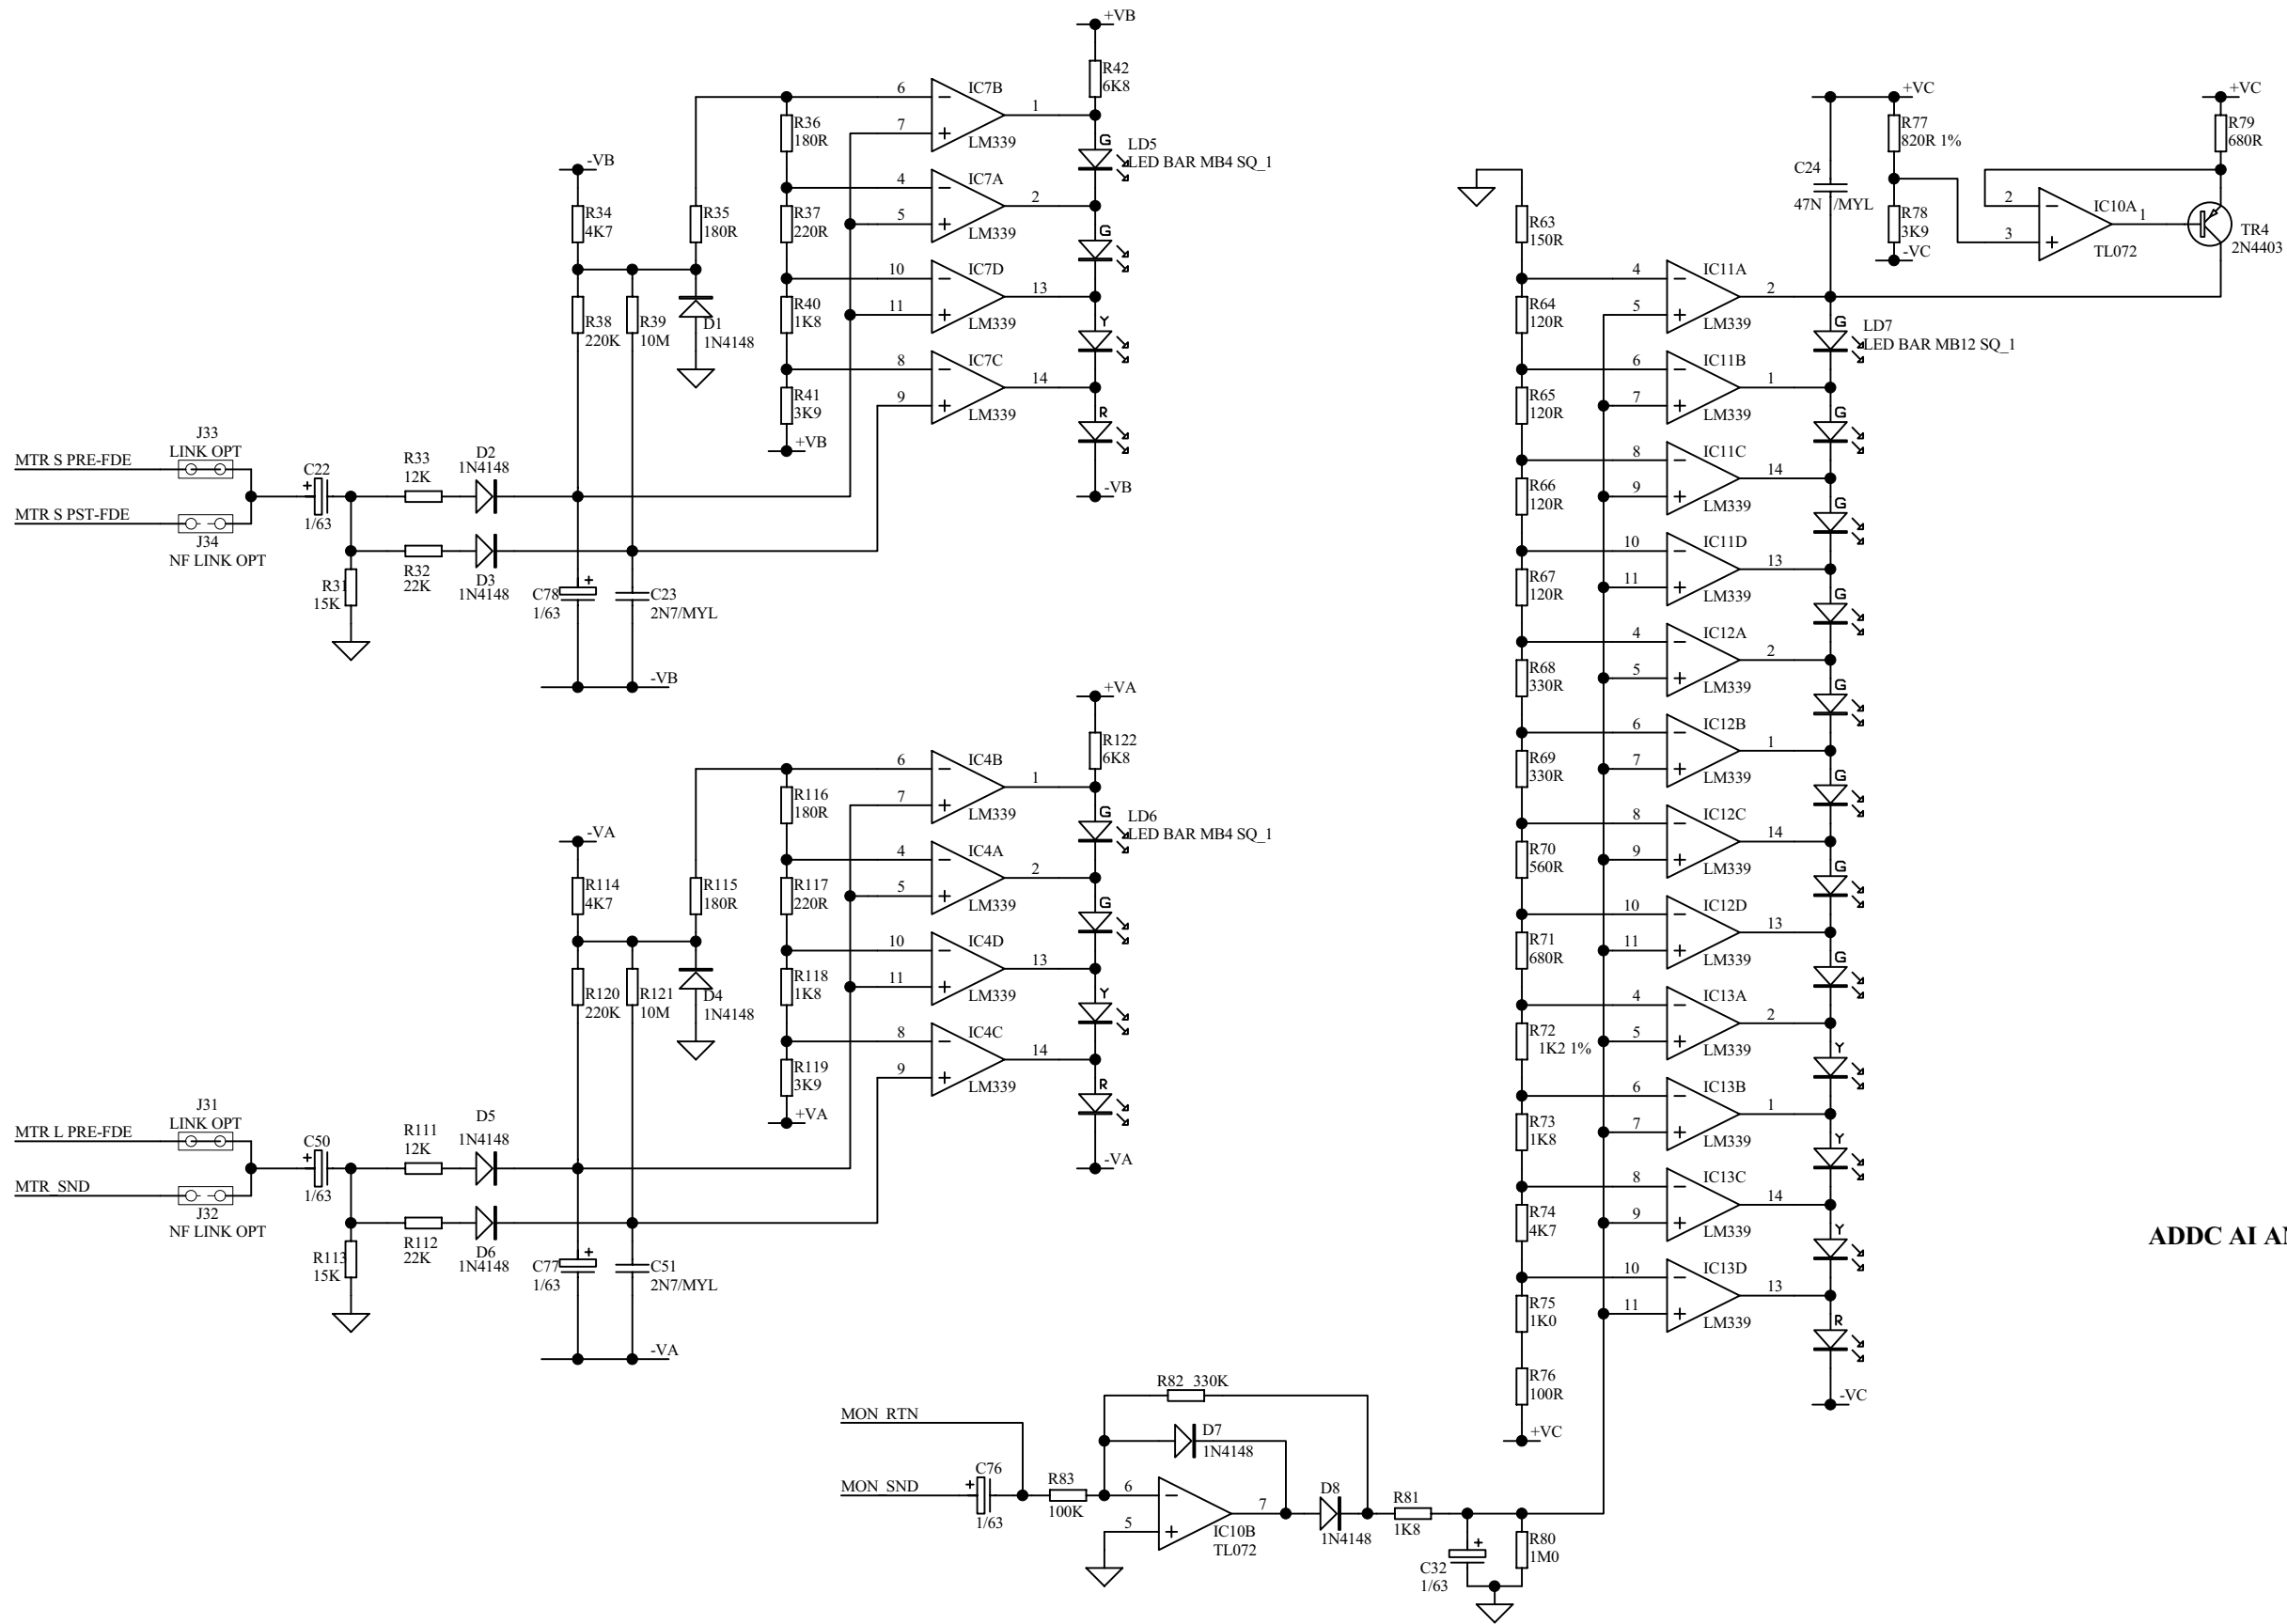 +VB
R42
6K8
6
IC7B
1
7
LM339
R36
180R
G
LD5
LED BAR MB4 SQ_1
-VB
4
IC7A
2
5
LM339
R34
4K7
R35
180R
R37
220R
G
10
IC7D
13
11
LM339
R38
220K
R39
10M
D1
1N4148
R40
1K8
Y
8
IC7C
14
9
LM339
R41
3K9
+VB
R
-VB
J33
LINK OPT
MTR S PRE-FDE
MTR S PST-FDE
J34
NF LINK OPT
C22
+
1/63
R33
12K
D2
1N4148
R32
22K
D3
1N4148
R31
15K
C78
+
1/63
C23
2N7/MYL
-VB
+VA
R122
6K8
6
IC4B
1
7
LM339
R116
180R
G
LD6
LED BAR MB4 SQ_1
-VA
4
IC4A
2
5
LM339
R114
4K7
R115
180R
R117
220R
G
10
IC4D
13
11
LM339
R120
220K
R121
10M
D4
1N4148
R118
1K8
Y
8
IC4C
14
9
LM339
R119
3K9
+VA
R
-VA
J31
LINK OPT
MTR L PRE-FDE
MTR SND
J32
NF LINK OPT
C50
+
1/63
R111
12K
D5
1N4148
R112
22K
D6
1N4148
R113
15K
C77
+
1/63
C51
2N7/MYL
-VA
MON RTN
MON SND
C76
+
1/63
R83
100K
R82 330K
D7
1N4148
6
5
7
IC10B
TL072
D8
1N4148
R81
1K8
C32
+
1/63
R80
1M0
R63
150R
4
IC11A
2
5
LM339
R64
120R
6
IC11B
1
7
LM339
R65
120R
8
IC11C
14
9
LM339
R66
120R
10
IC11D
13
11
LM339
R67
120R
4
IC12A
2
5
LM339
R68
330R
6
IC12B
1
7
LM339
R69
330R
8
IC12C
14
9
LM339
R70
560R
10
IC12D
13
11
LM339
R71
680R
4
IC13A
2
5
LM339
R72
1K2 1%
6
IC13B
1
7
LM339
R73
1K8
8
IC13C
14
9
LM339
R74
4K7
10
IC13D
13
11
LM339
R75
1K0
R76
100R
+VC
G
LD7
LED BAR MB12 SQ_1
G
G
G
G
G
G
G
Y
Y
Y
R
-VC
+VC
R77
820R 1%
C24
47N /MYL
R78
3K9
-VC
2
3
IC10A
1
TL072
+VC
R79
680R
TR4
2N4403
ADDC AI